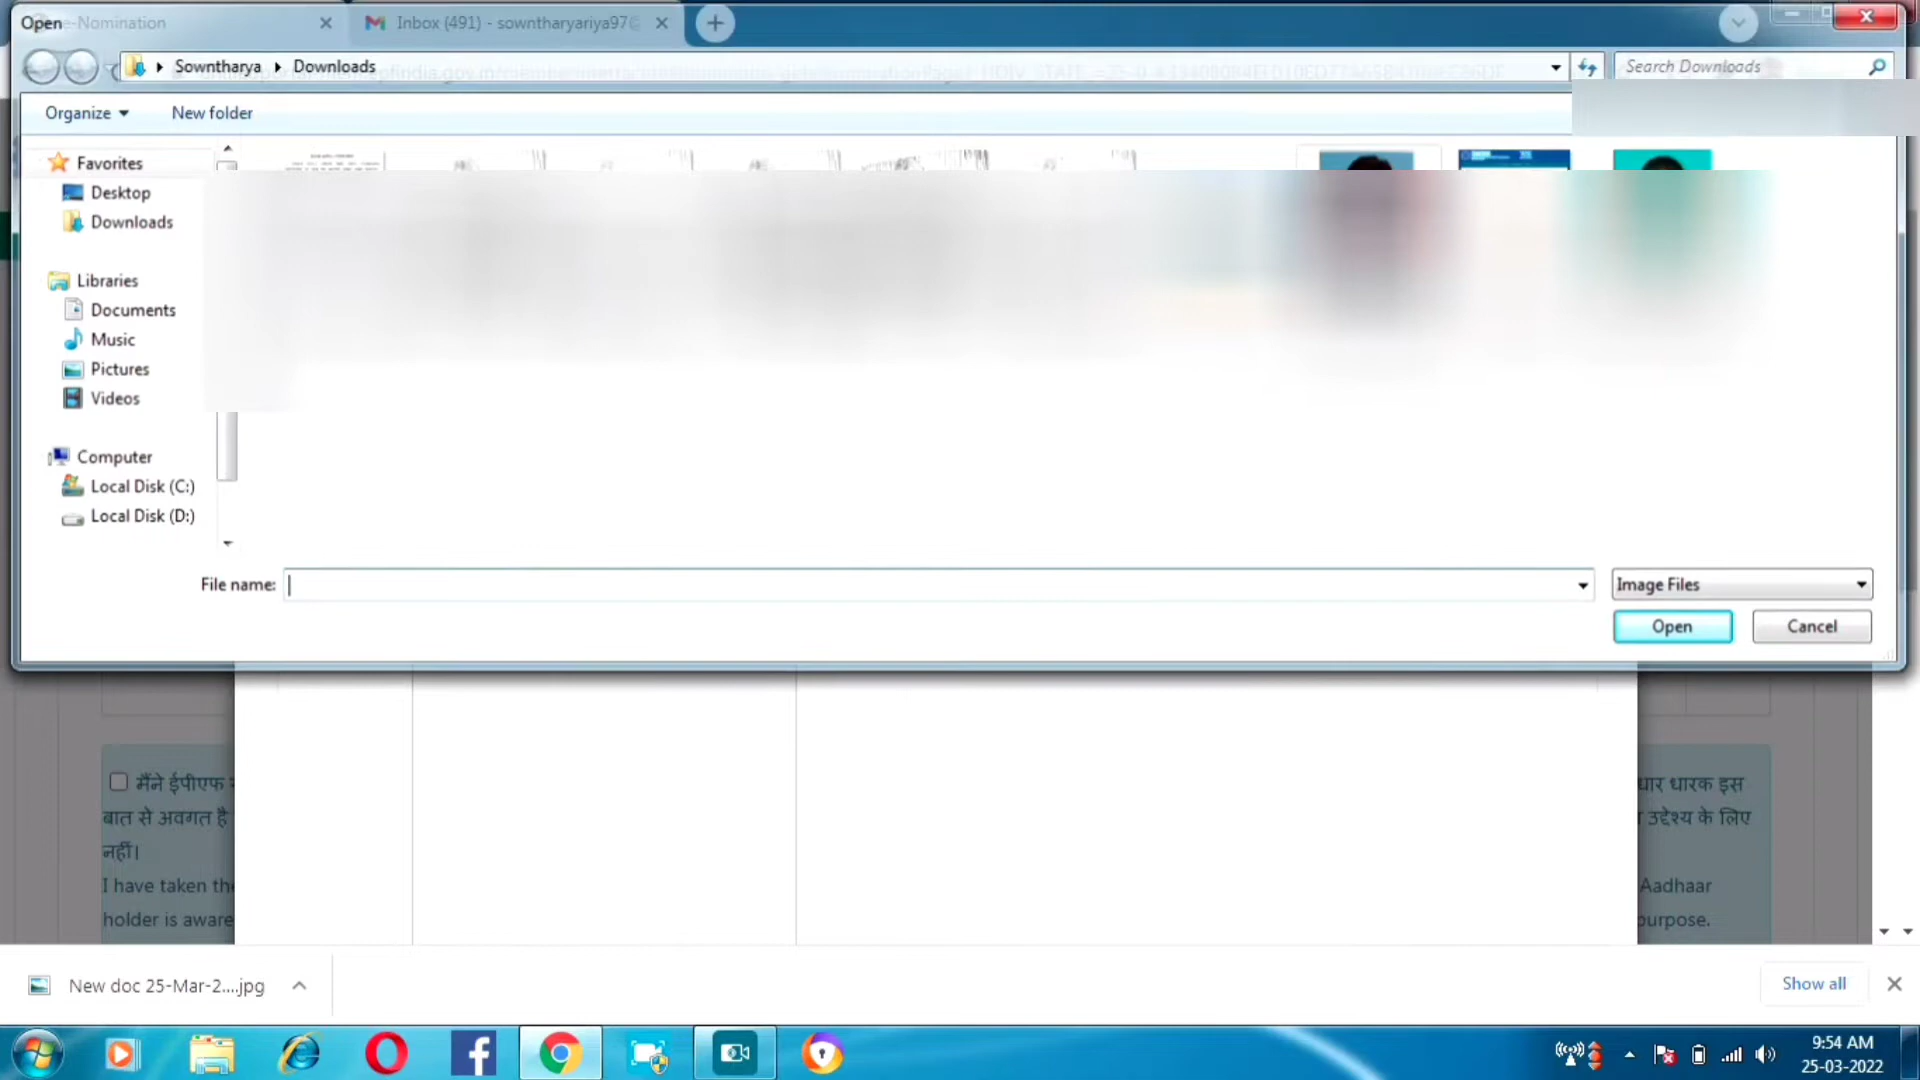 Open
e-Nomination
Inbox (491) - sowntharyariya97@
Sowntharya
Downloads
Search Downloads
Organize
New folder
Favorites
Desktop
Downloads
Libraries
Documents
Music
Pictures
Videos
Computer
Local Disk (C:)
Local Disk (D:)
File name:
Image Files
Open
Cancel
मैंने ईपीएफ
बात से अवगत है
नहीं।
I have taken the
holder is aware
धारक इस
उद्देश्य के लिए
Aadhaar
purpose.
New doc 25-Mar-2....jpg
Show all
9:54 AM
25-03-2022